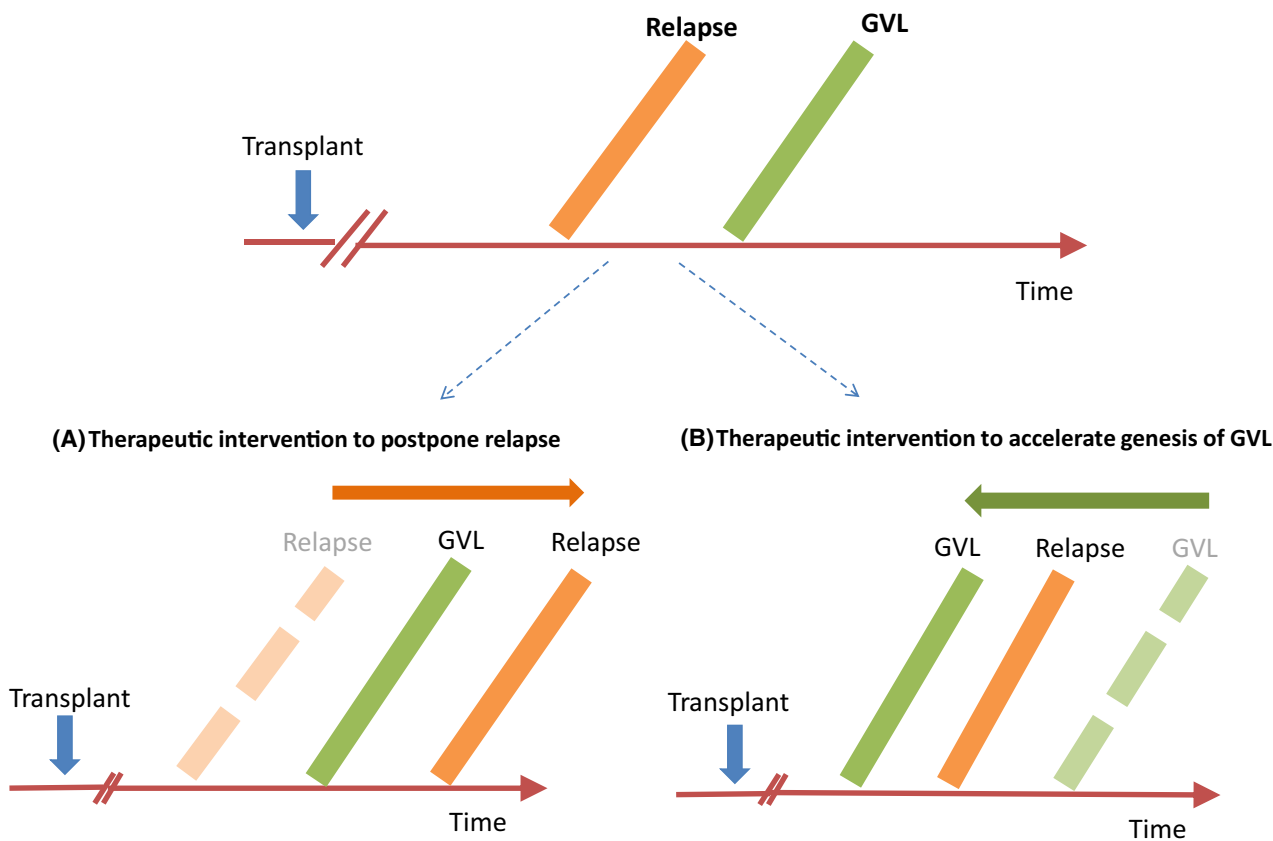 Relapse
GVL
Transplant
Time
(A) Therapeutic intervention to postpone relapse
Relapse
GVL
Relapse
Transplant
Time
(B) Therapeutic intervention to accelerate genesis of GVL
GVL
Relapse
GVL
Transplant
Time